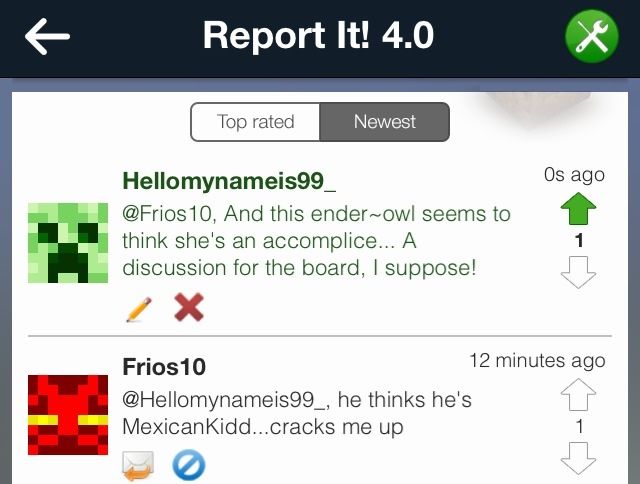 Report It! 4.0
Top rated
Newest
Hellomynameis99_
0s ago
@Frios10, And this ender~owl seems to
think she's an accomplice... A
discussion for the board, I suppose!
1
Frios10
12 minutes ago
@Hellomynameis99_, he thinks he's
MexicanKidd...cracks me up
1